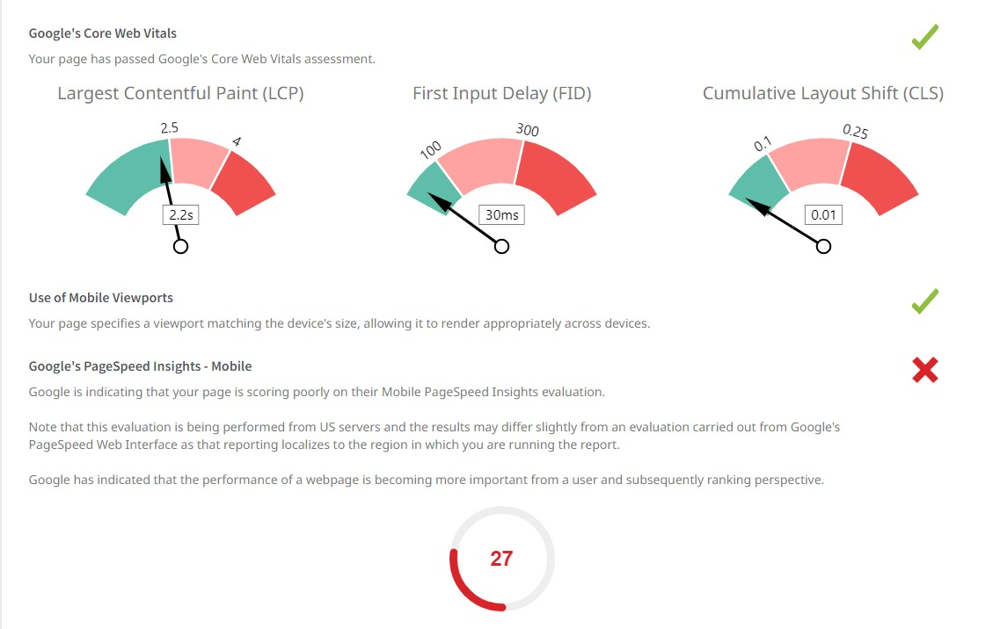 Google's Core Web Vitals
Your page has passed Google's Core Web Vitals assessment.
Largest Contentful Paint (LCP)
2.5
4
2.2s
First Input Delay (FID)
100
300
30ms
Cumulative Layout Shift (CLS)
0.1
0.25
0.01
Use of Mobile Viewports
Your page specifies a viewport matching the device's size, allowing it to render appropriately across devices.
Google's PageSpeed Insights - Mobile
Google is indicating that your page is scoring poorly on their Mobile PageSpeed Insights evaluation.
Note that this evaluation is being performed from US servers and the results may differ slightly from an evaluation carried out from Google's
PageSpeed Web Interface as that reporting localizes to the region in which you are running the report.
Google has indicated that the performance of a webpage is becoming more important from a user and subsequently ranking perspective.
27